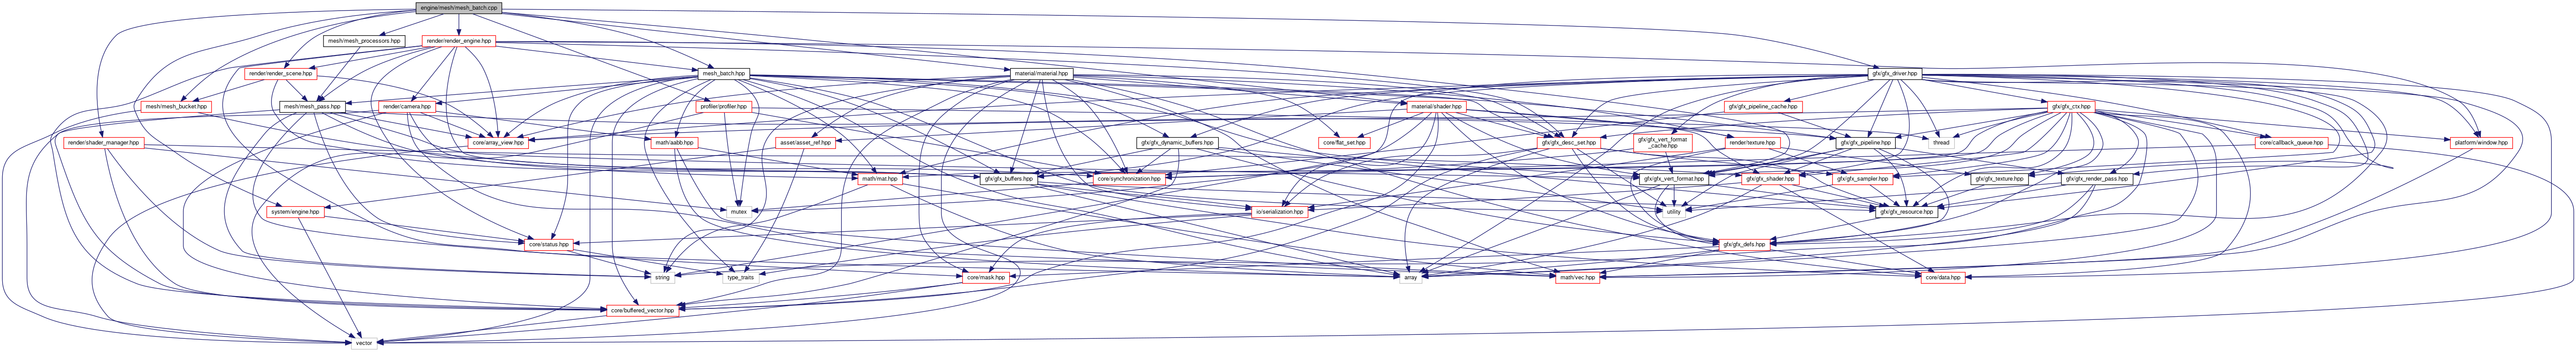 engine/mesh/mesh_batch.cpp
mesh/mesh_processors.hpp
render/render_engine.hpp
render/render_scene.hpp
mesh_batch.hpp
material/material.hpp
gfx/gfx_driver.hpp
mesh/mesh_bucket.hpp
mesh/mesh_pass.hpp
render/camera.hpp
profiler/profiler.hpp
material/shader.hpp
gfx/gfx_pipeline_cache.hpp
gfx/gfx_ctx.hpp
render/shader_manager.hpp
core/array_view.hpp
math/aabb.hpp
asset/asset_ref.hpp
gfx/gfx_dynamic_buffers.hpp
core/flat_set.hpp
gfx/gfx_desc_set.hpp
gfx/gfx_vert_format
_cache.hpp
render/texture.hpp
gfx/gfx_pipeline.hpp
thread
core/callback_queue.hpp
platform/window.hpp
math/mat.hpp
gfx/gfx_buffers.hpp
core/synchronization.hpp
gfx/gfx_vert_format.hpp
gfx/gfx_shader.hpp
gfx/gfx_sampler.hpp
gfx/gfx_texture.hpp
gfx/gfx_render_pass.hpp
system/engine.hpp
mutex
io/serialization.hpp
utility
gfx/gfx_resource.hpp
core/status.hpp
gfx/gfx_defs.hpp
string
type_traits
core/mask.hpp
array
math/vec.hpp
core/data.hpp
core/buffered_vector.hpp
vector